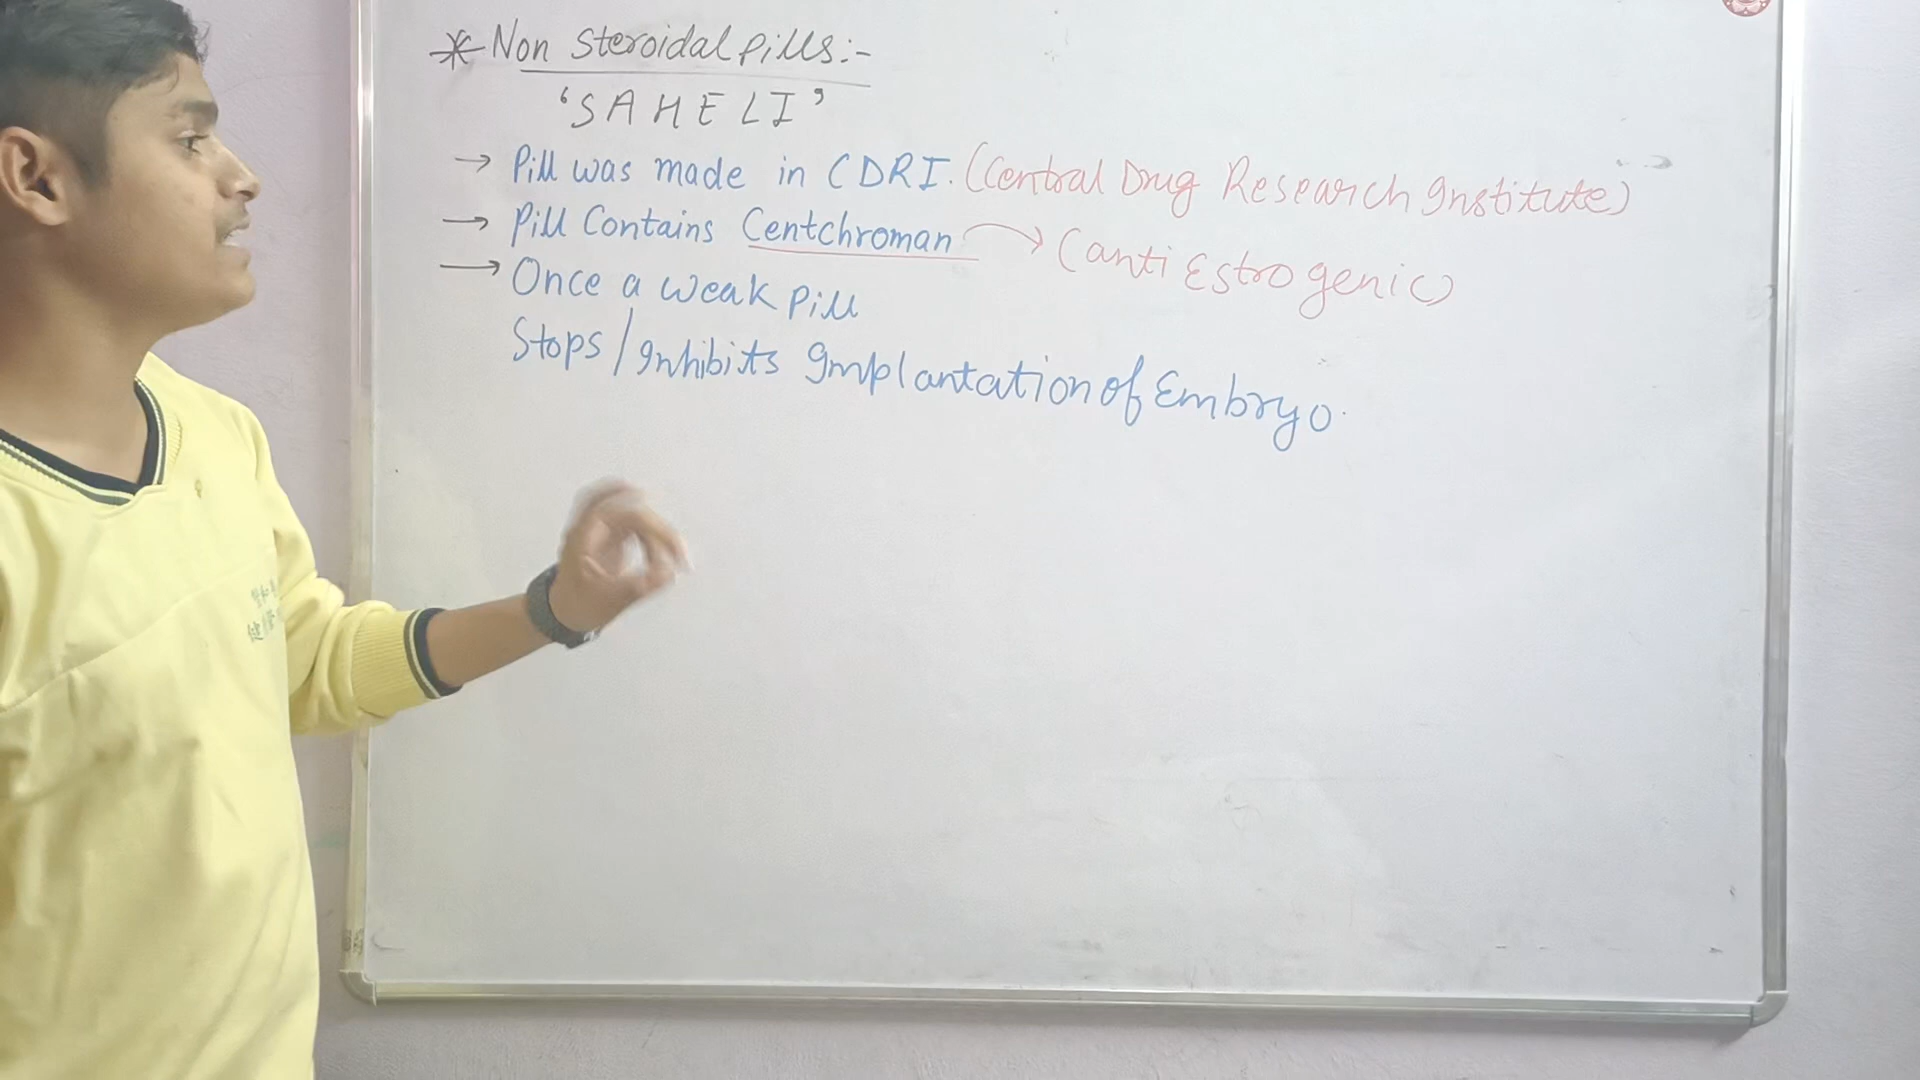 * Non Steroidal Pills:-
'SAHELI'
→ Pill was made in CDRI. (Central Drug Research Institute)
→ Pill Contains Centchroman → (anti Estrogenic)
→ Once a weak Pill
Stops/Inhibits Implantation of Embryo.